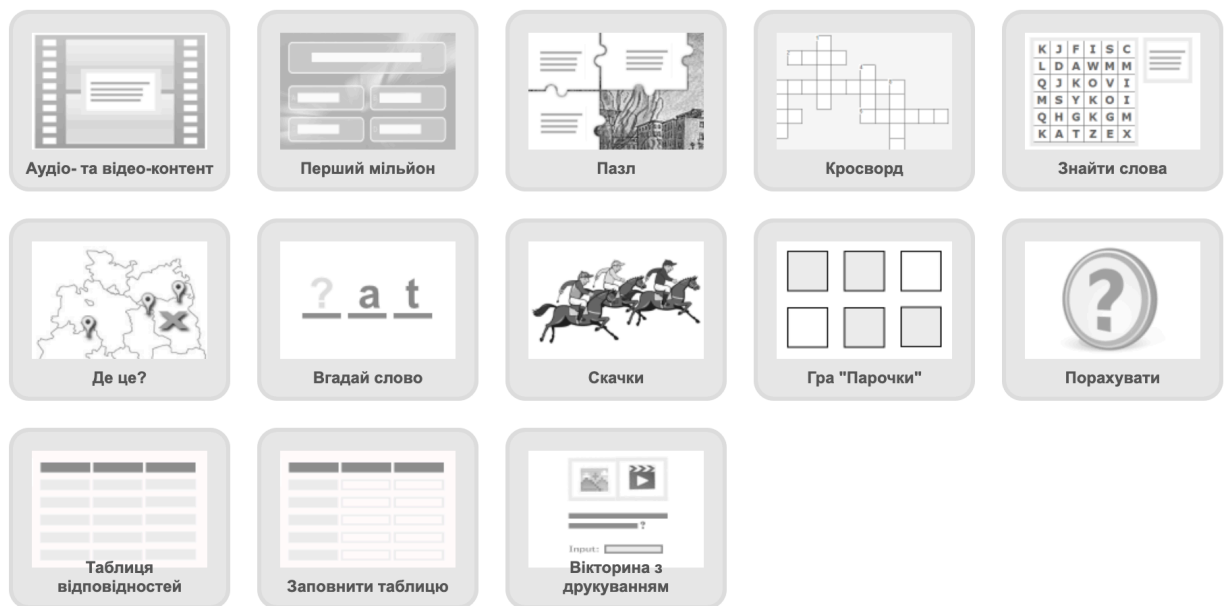 K J F I S C
L D A W M M
Q J K O V I
M S Y K O I
Q H G K G M
K A T Z E X
Аудіо- та відео-контент
Перший мільйон
Пазл
Кросворд
Знайти слова
? a t
?
Де це?
Вгадай слово
Скачки
Гра "Парочки"
Порахувати
?
Input:
Таблиця
відповідностей
Заповнити таблицю
Вікторина з
друкуванням